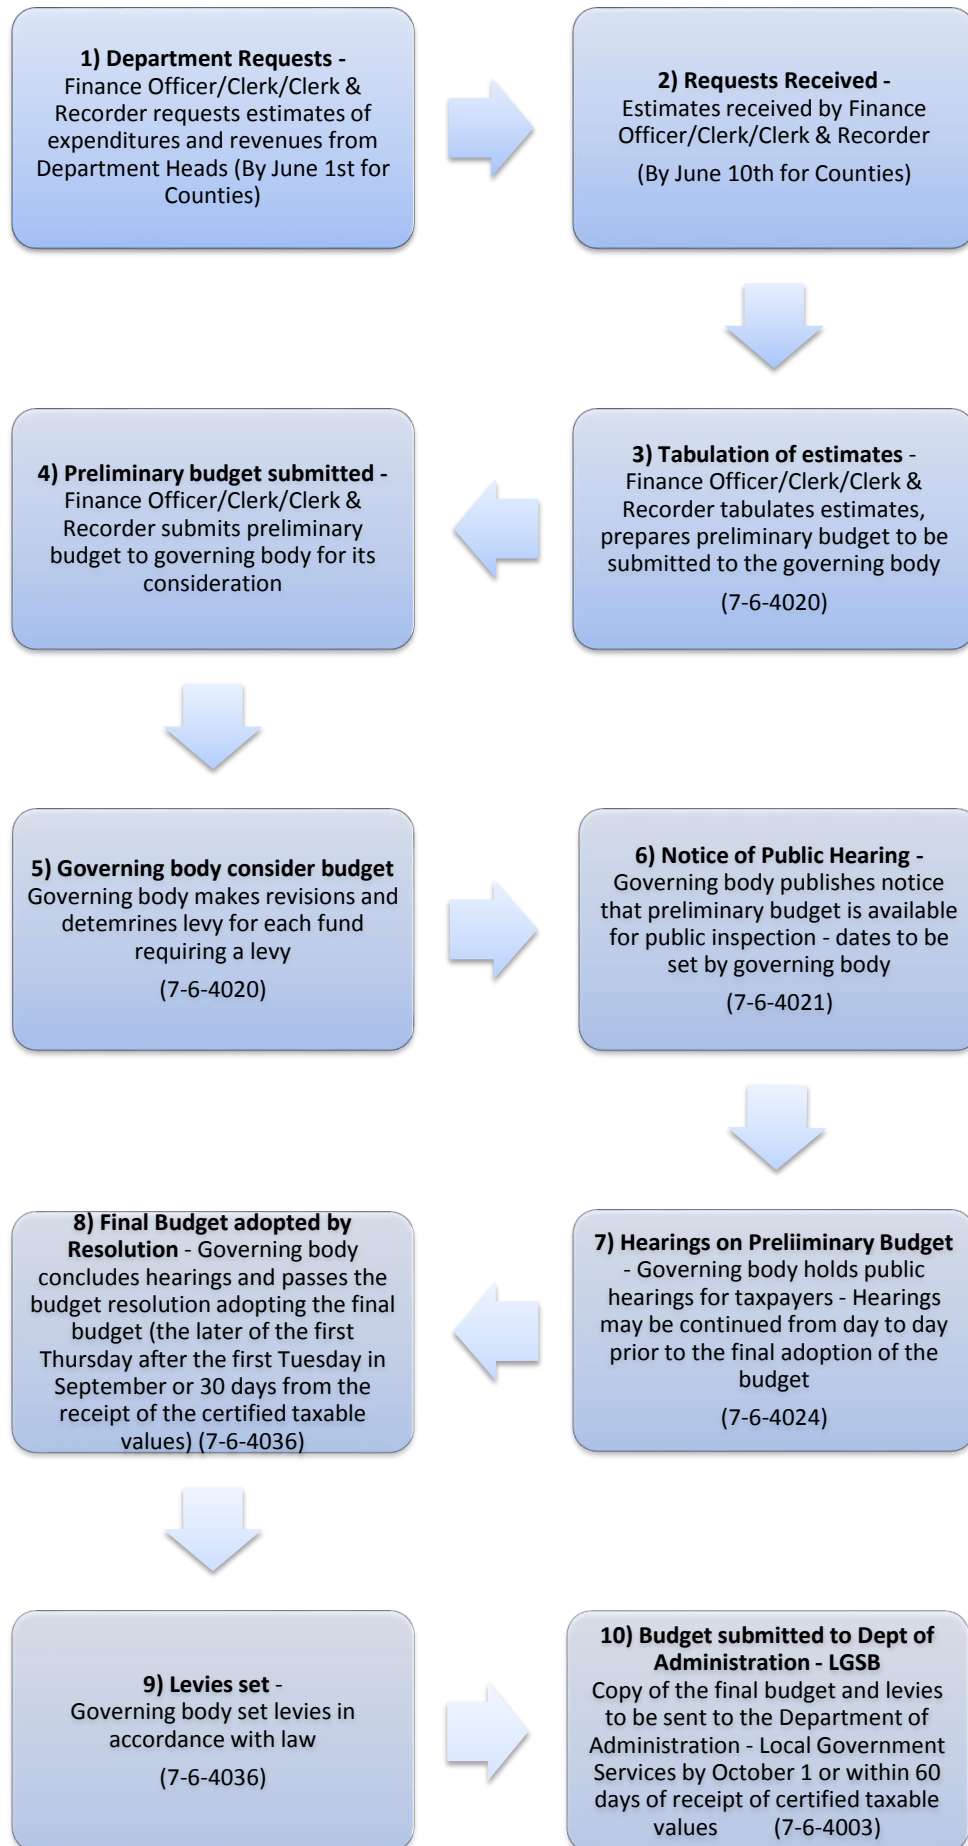 1) Department Requests -
Finance Officer/Clerk/Clerk &
Recorder requests estimates of
expenditures and revenues from
Department Heads (By June 1st for
Counties)
2) Requests Received -
Estimates received by Finance
Officer/Clerk/Clerk & Recorder
(By June 10th for Counties)
3) Tabulation of estimates -
Finance Officer/Clerk/Clerk &
Recorder tabulates estimates,
prepares preliminary budget to be
submitted to the governing body
(7-6-4020)
4) Preliminary budget submitted -
Finance Officer/Clerk/Clerk &
Recorder submits preliminary
budget to governing body for its
consideration
5) Governing body consider budget
Governing body makes revisions and
detemrines levy for each fund
requiring a levy
(7-6-4020)
6) Notice of Public Hearing -
Governing body publishes notice
that preliminary budget is available
for public inspection - dates to be
set by governing body
(7-6-4021)
7) Hearings on Preliiminary Budget
- Governing body holds public
hearings for taxpayers - Hearings
may be continued from day to day
prior to the final adoption of the
budget
(7-6-4024)
8) Final Budget adopted by
Resolution - Governing body
concludes hearings and passes the
budget resolution adopting the final
budget (the later of the first
Thursday after the first Tuesday in
September or 30 days from the
receipt of the certified taxable
values) (7-6-4036)
9) Levies set -
Governing body set levies in
accordance with law
(7-6-4036)
10) Budget submitted to Dept of
Administration - LGSB
Copy of the final budget and levies
to be sent to the Department of
Administration - Local Government
Services by October 1 or within 60
days of receipt of certified taxable
values (7-6-4003)